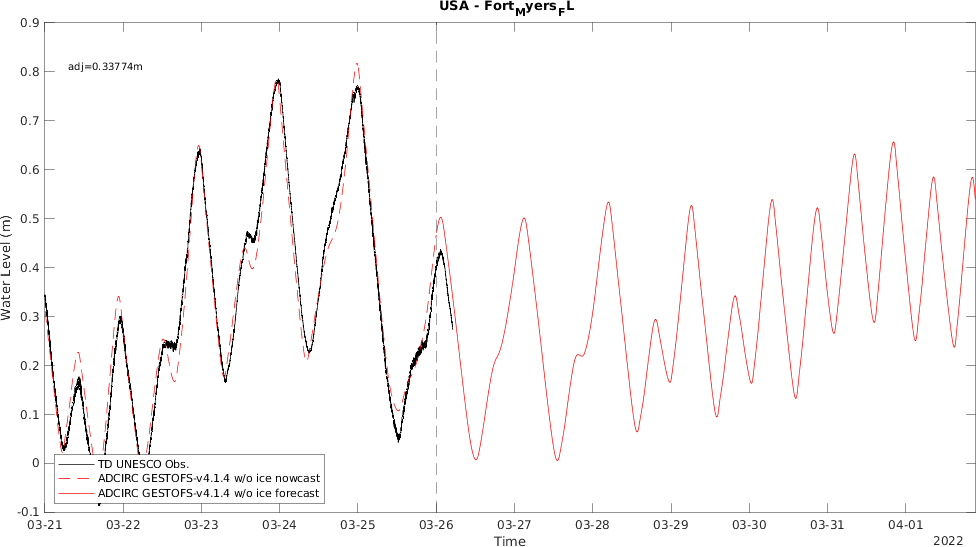 USA - FortMyersFL
0.9
0.8
0.7
0.6
0.5
0.4
0.3
0.2
0.1
0
-0.1
Water Level (m)
adj=0.33774m
TD UNESCO Obs.
ADCIRC GESTOFS-v4.1.4 w/o ice nowcast
ADCIRC GESTOFS-v4.1.4 w/o ice forecast
03-21 03-22 03-23 03-24 03-25 03-26 03-27 03-28 03-29 03-30 03-31 04-01
Time
2022